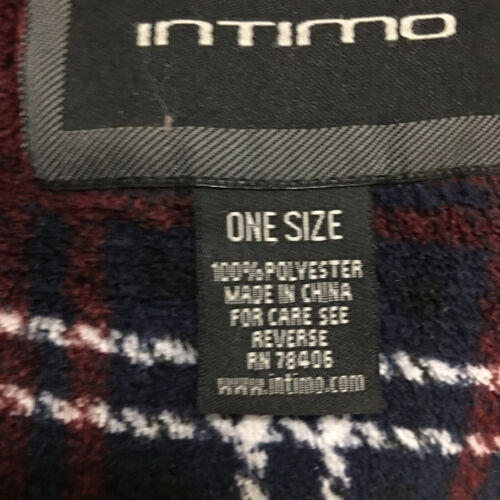 INTIMO
ONE SIZE
100% POLYESTER
MADE IN CHINA
FOR CARE SEE
REVERSE
RN 78406
www.intimo.com